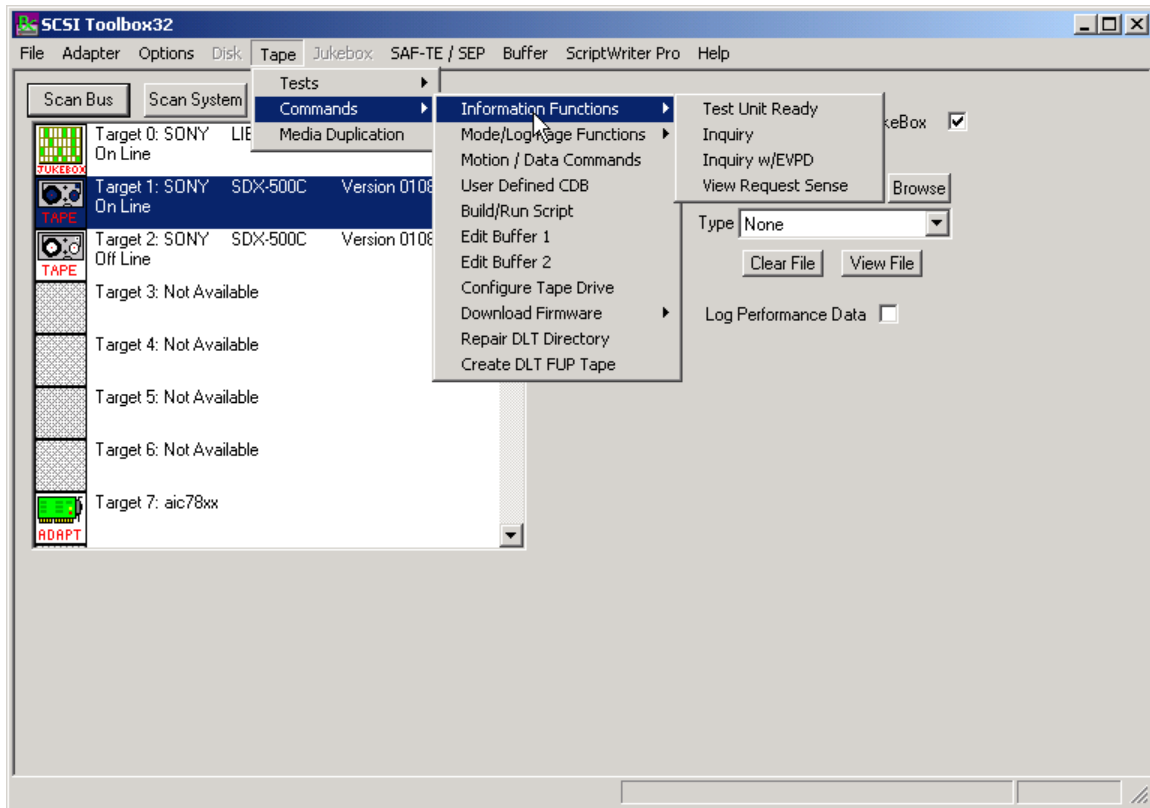 SCSI Toolbox32
File Adapter Options Disk Tape Jukebox SAF-TE / SEP Buffer ScriptWriter Pro Help
Scan Bus Scan System
Tests
Commands
Media Duplication
Information Functions
Mode/Log Page Functions
Motion / Data Commands
User Defined CDB
Build/Run Script
Edit Buffer 1
Edit Buffer 2
Configure Tape Drive
Download Firmware
Repair DLT Directory
Create DLT FUP Tape
Test Unit Ready
Inquiry
Inquiry w/EVPD
View Request Sense
JUKEBOX
Target 0: SONY LIB
On Line
TAPE
Target 1: SONY SDX-500C Version 0108
On Line
TAPE
Target 2: SONY SDX-500C Version 0108
Off Line
Target 3: Not Available
Target 4: Not Available
Target 5: Not Available
Target 6: Not Available
ADAPT
Target 7: aic78xx
keBox
Browse
Type None
Clear File View File
Log Performance Data